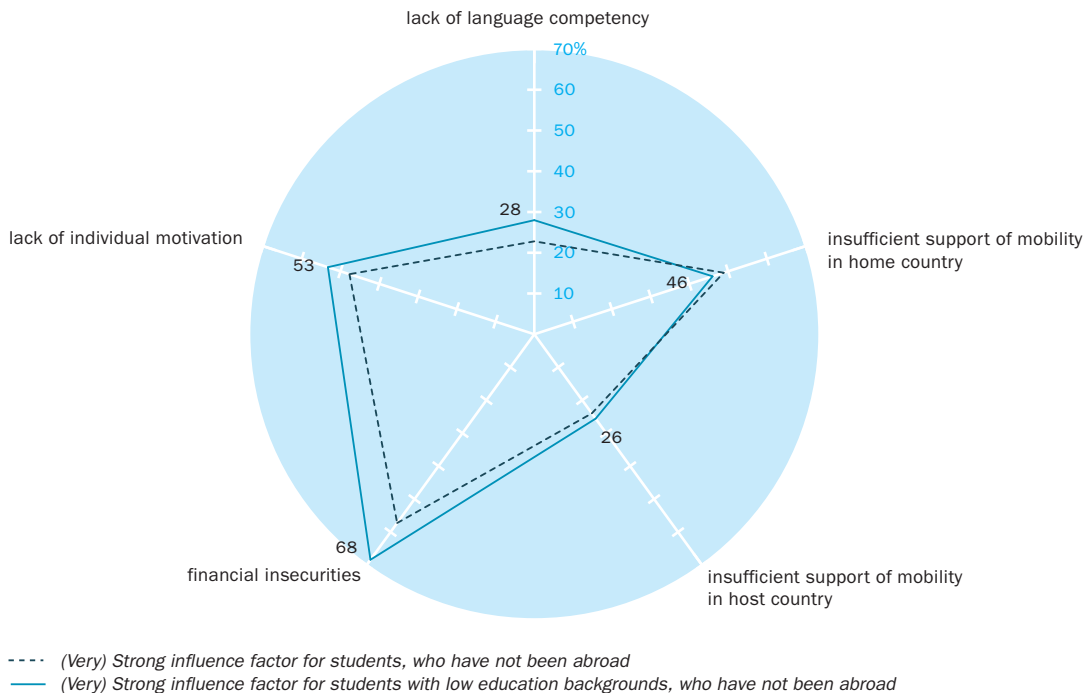 lack of language competency
70%
60
50
40
30
20
10
28
lack of individual motivation
53
insufficient support of mobility
in home country
46
26
68
financial insecurities
insufficient support of mobility
in host country
(Very) Strong influence factor for students, who have not been abroad
(Very) Strong influence factor for students with low education backgrounds, who have not been abroad